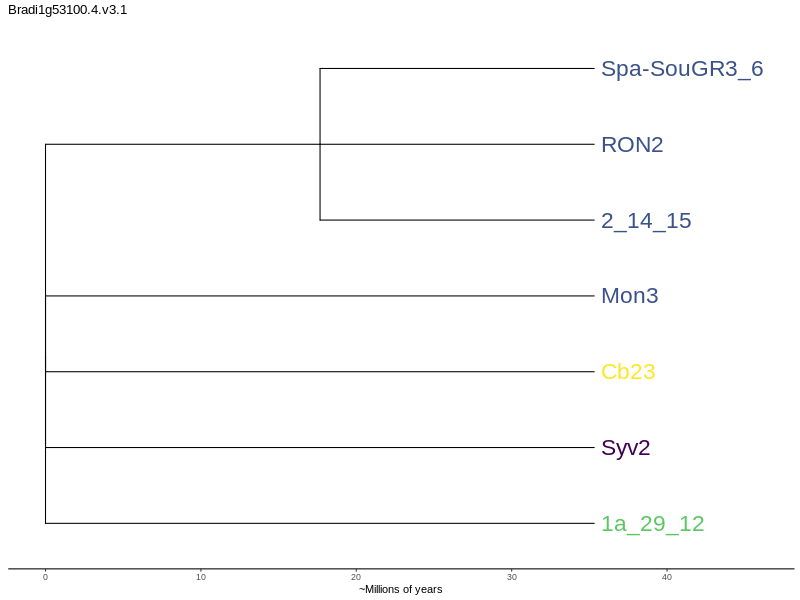 Bradi1g53100.4.v3.1
Spa-SouGR3_6
RON2
2_14_15
Mon3
Cb23
Syv2
1a_29_12
0 10 20 30 40
~Millions of years